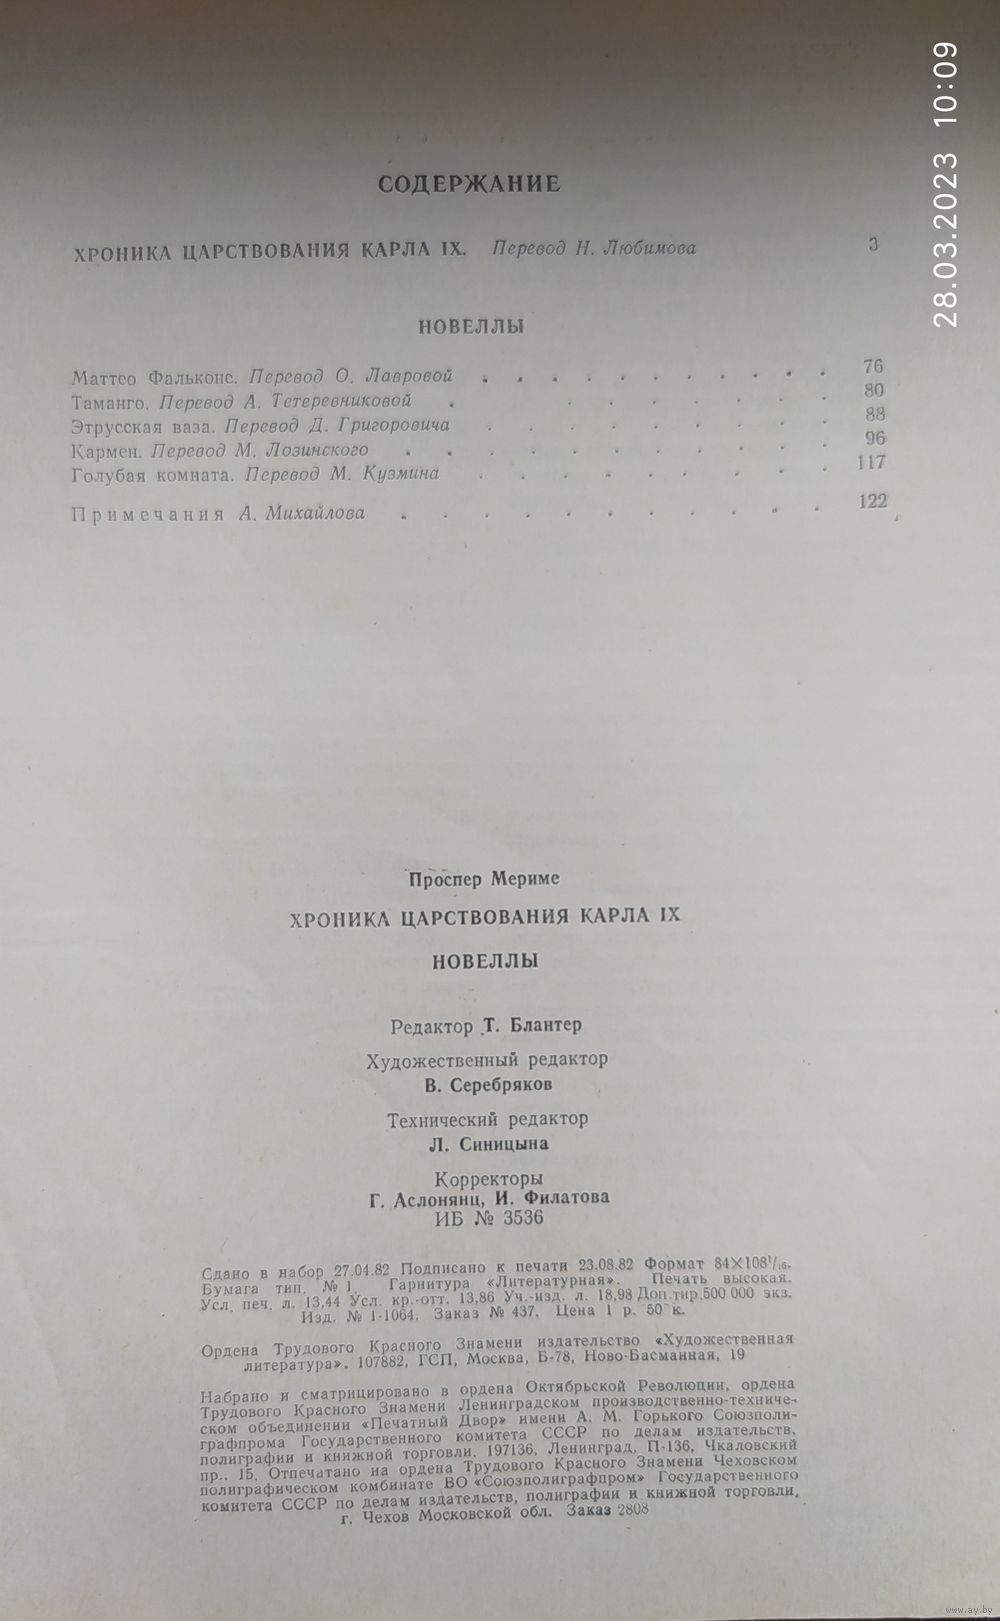 28.03.2023 10:09
СОДЕРЖАНИЕ
ХРОНИКА ЦАРСТВОВАНИЯ КАРЛА IX. Перевод Н. Любимова 3
НОВЕЛЛЫ
Маттео Фальконе. Перевод О. Лавровой . . . . . . . . . . 76
Таманго. Перевод А. Тетеревниковой . . . . . . . . 80
Этрусская ваза. Перевод Д. Григоровича . . . . . . . . . 88
Кармен. Перевод М. Лозинского . . . . . . . . . . . 96
Голубая комната. Перевод М. Кузмина . . . . . . . . . 117
Примечания А. Михайлова . . . . . . . . . . . 122
Проспер Мериме
ХРОНИКА ЦАРСТВОВАНИЯ КАРЛА IX
НОВЕЛЛЫ
Редактор Т. Блантер
Художественный редактор
В. Серебряков
Технический редактор
Л. Синицына
Корректоры
Г. Аслонянц, И. Филатова
ИБ № 3536
Сдано в набор 27.04.82 Подписано к печати 23.08.82 Формат 84×108¹/₁₆.
Бумага тип. № 1. Гарнитура «Литературная». Печать высокая.
Усл. печ. л. 13,44 Усл. кр.-отт. 13,86 Уч.-изд. л. 18,98 Доп.тир.500 000 экз.
Изд. № 1-1064. Заказ № 437. Цена 1 р. 50 к.
Ордена Трудового Красного Знамени издательство «Художественная
литература». 107882, ГСП, Москва, Б-78, Ново-Басманная, 19
Набрано и сматрицировано в ордена Октябрьской Революции, ордена
Трудового Красного Знамени Ленинградском производственно-техниче-
ском объединении «Печатный Двор» имени А. М. Горького Союзполи-
графпрома Государственного комитета СССР по делам издательств,
полиграфии и книжной торговли. 197136, Ленинград, П-136, Чкаловский
пр., 15. Отпечатано на ордена Трудового Красного Знамени Чеховском
полиграфическом комбинате ВО «Союзполиграфпром» Государственного
комитета СССР по делам издательств, полиграфии и книжной торговли,
г. Чехов Московской обл. Заказ 2808
www.ay.by